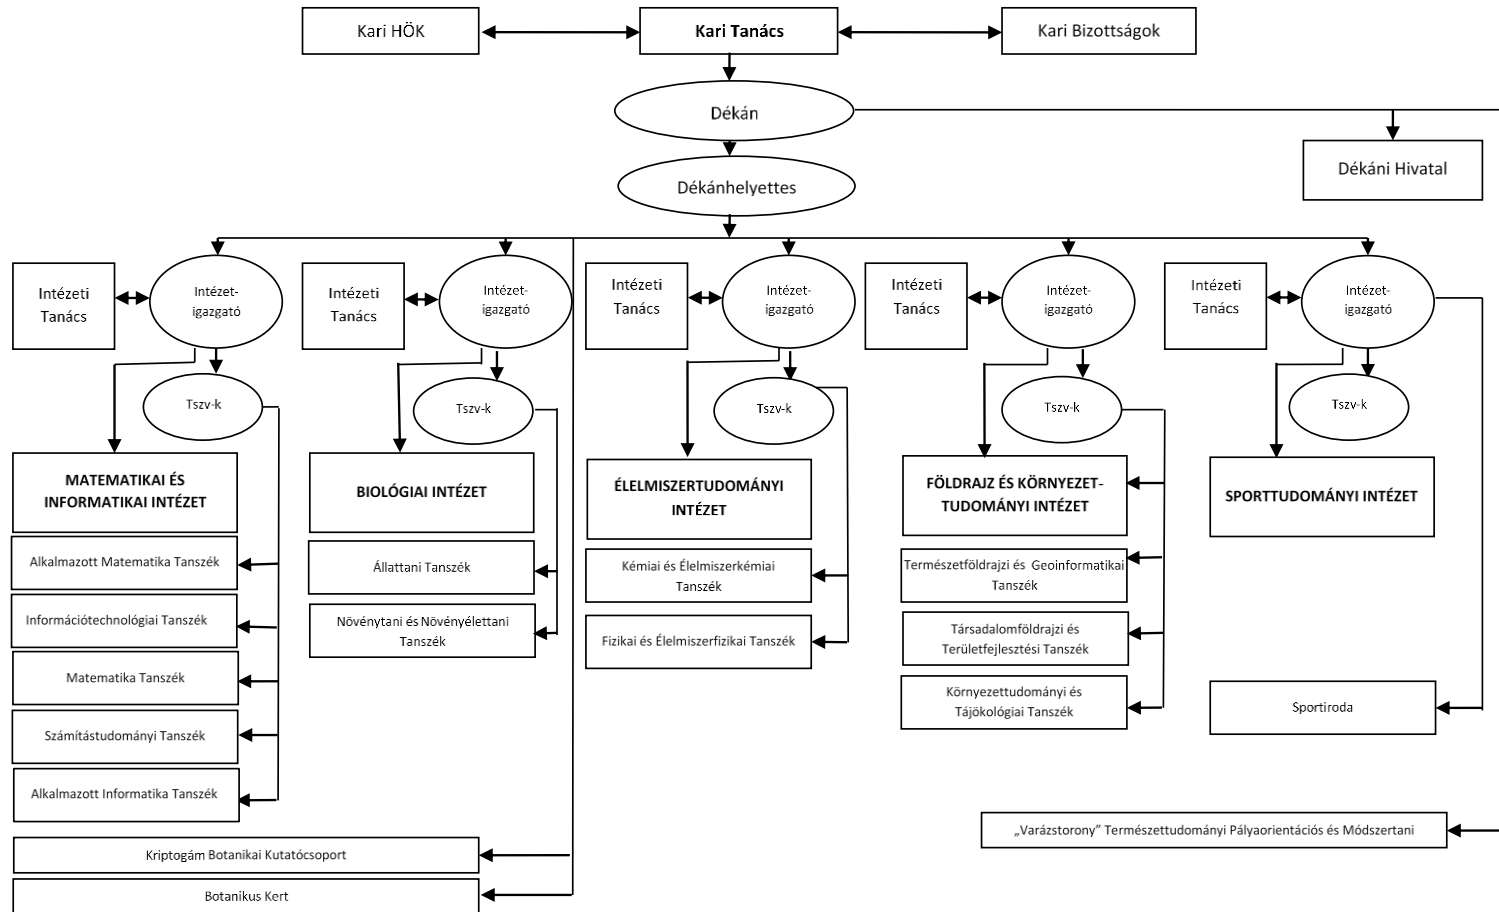 Kari HÖK
Kari Tanács
Kari Bizottságok
Dékán
Dékáni Hivatal
Dékánhelyettes
Intézeti
Tanács
Intézet-
igazgató
Intézeti
Tanács
Intézet-
igazgató
Intézeti
Tanács
Intézet-
igazgató
Intézeti
Tanács
Intézet-
igazgató
Intézeti
Tanács
Intézet-
igazgató
Tszv-k
Tszv-k
Tszv-k
Tszv-k
Tszv-k
MATEMATIKAI ÉS
INFORMATIKAI INTÉZET
BIOLÓGIAI INTÉZET
ÉLELMISZERTUDOMÁNYI
INTÉZET
FÖLDRAJZ ÉS KÖRNYEZET-
TUDOMÁNYI INTÉZET
SPORTTUDOMÁNYI INTÉZET
Alkalmazott Matematika Tanszék
Információtechnológiai Tanszék
Matematika Tanszék
Számítástudományi Tanszék
Alkalmazott Informatika Tanszék
Állattani Tanszék
Növénytani és Növényélettani
Tanszék
Kémiai és Élelmiszerkémiai
Tanszék
Fizikai és Élelmiszerfizikai Tanszék
Természetföldrajzi és Geoinformatikai
Tanszék
Társadalomföldrajzi és
Területfejlesztési Tanszék
Környezettudományi és
Tájökológiai Tanszék
Sportiroda
„Varázstorony” Természettudományi Pályaorientációs és Módszertani
Kriptogám Botanikai Kutatócsoport
Botanikus Kert